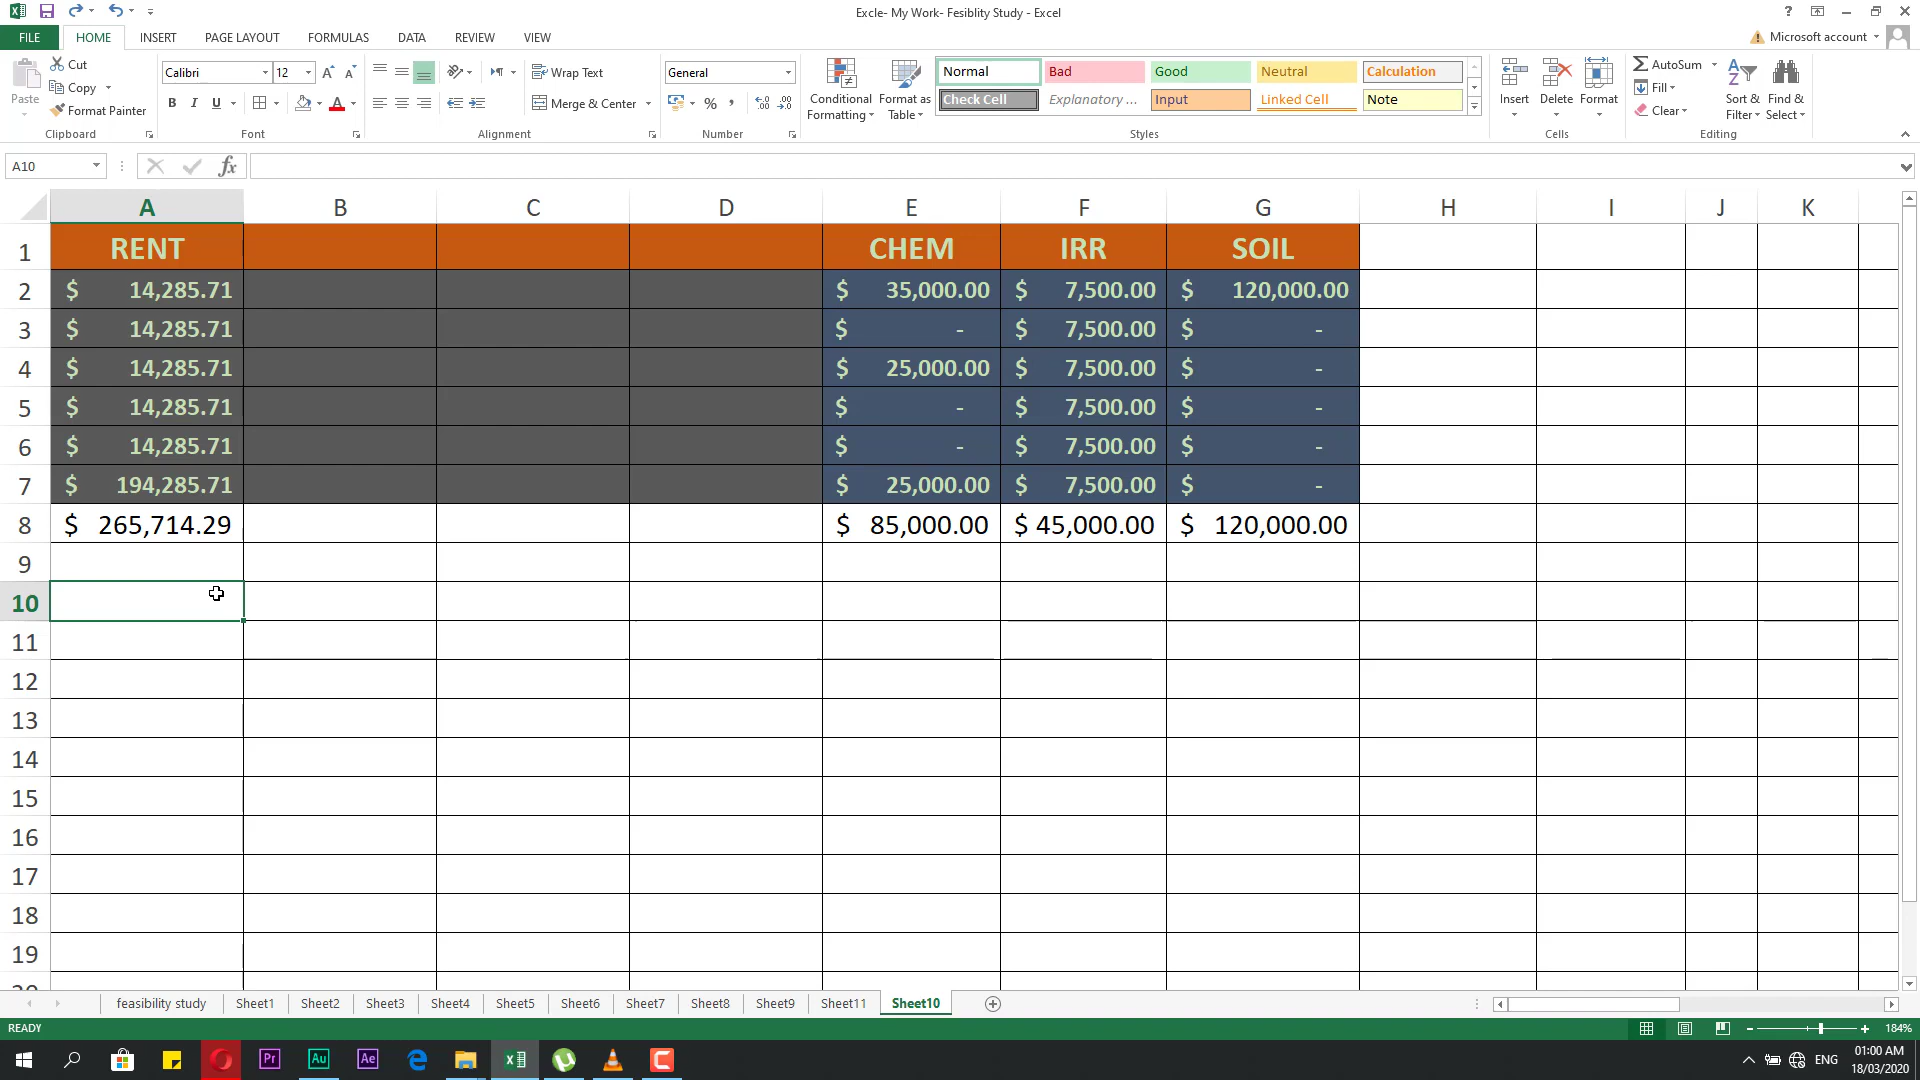 Excle- My Work- Fesiblity Study - Excel
?
FILE HOME INSERT PAGE LAYOUT FORMULAS DATA REVIEW VIEW Microsoft account
Paste Cut Copy Format Painter
Clipboard
Calibri 12 A A
B I U A
Font
Wrap Text
Merge & Center
Alignment
General
% ,
Number
Conditional Formatting Format as Table
Normal Bad Good Neutral Calculation
Check Cell Explanatory ... Input Linked Cell Note
Styles
Insert Delete Format
Cells
AutoSum Fill Clear Sort & Filter Find & Select
Editing
A10 fx
A B C D E F G H I J K
1 RENT CHEM IRR SOIL
2 $ 14,285.71 $ 35,000.00 $ 7,500.00 $ 120,000.00
3 $ 14,285.71 $ - $ 7,500.00 $ -
4 $ 14,285.71 $ 25,000.00 $ 7,500.00 $ -
5 $ 14,285.71 $ - $ 7,500.00 $ -
6 $ 14,285.71 $ - $ 7,500.00 $ -
7 $ 194,285.71 $ 25,000.00 $ 7,500.00 $ -
8 $ 265,714.29 $ 85,000.00 $ 45,000.00 $ 120,000.00
9
10
11
12
13
14
15
16
17
18
19
feasibility study Sheet1 Sheet2 Sheet3 Sheet4 Sheet5 Sheet6 Sheet7 Sheet8 Sheet9 Sheet11 Sheet10
READY 184%
Pr Au Ae ENG 01:00 AM
18/03/2020